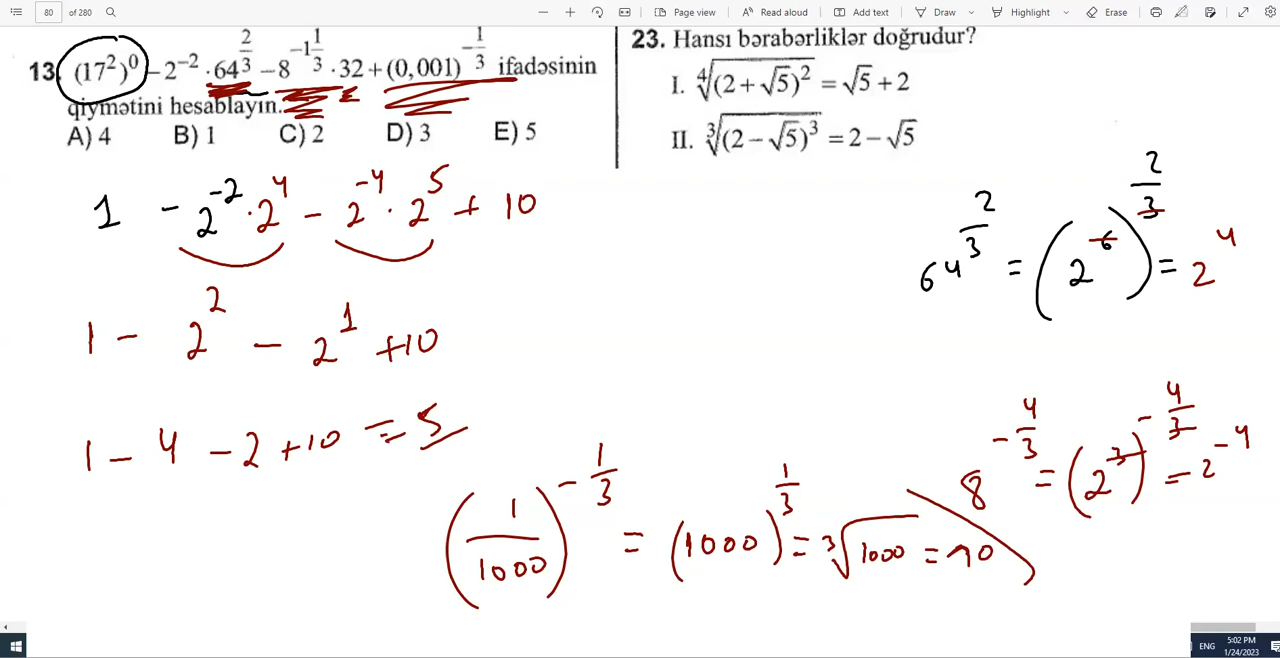 80 of 280 Page view Read aloud Add text Draw Highlight Erase
13. (17²)⁰ − 2⁻² · 64^(2/3) − 8^(−1 1/3) · 32 + (0,001)^(−1/3) ifadəsinin
qiymətini hesablayın.
A) 4 B) 1 C) 2 D) 3 E) 5
23. Hansı bərabərliklər doğrudur?
I. ⁴√((2 + √5)²) = √5 + 2
II. ³√((2 − √5)³) = 2 − √5
1 − 2⁻² · 2⁴ − 2⁻⁴ · 2⁵ + 10
1 − 2² − 2¹ + 10
1 − 4 − 2 + 10 = 5
64^(2/3) = (2⁶)^(2/3) = 2⁴
8^(−4/3) = (2³)^(−4/3) = 2⁻⁴
(1/1000)^(−1/3) = (1000)^(1/3) = ³√1000 = 10
ENG 5:02 PM
1/24/2023